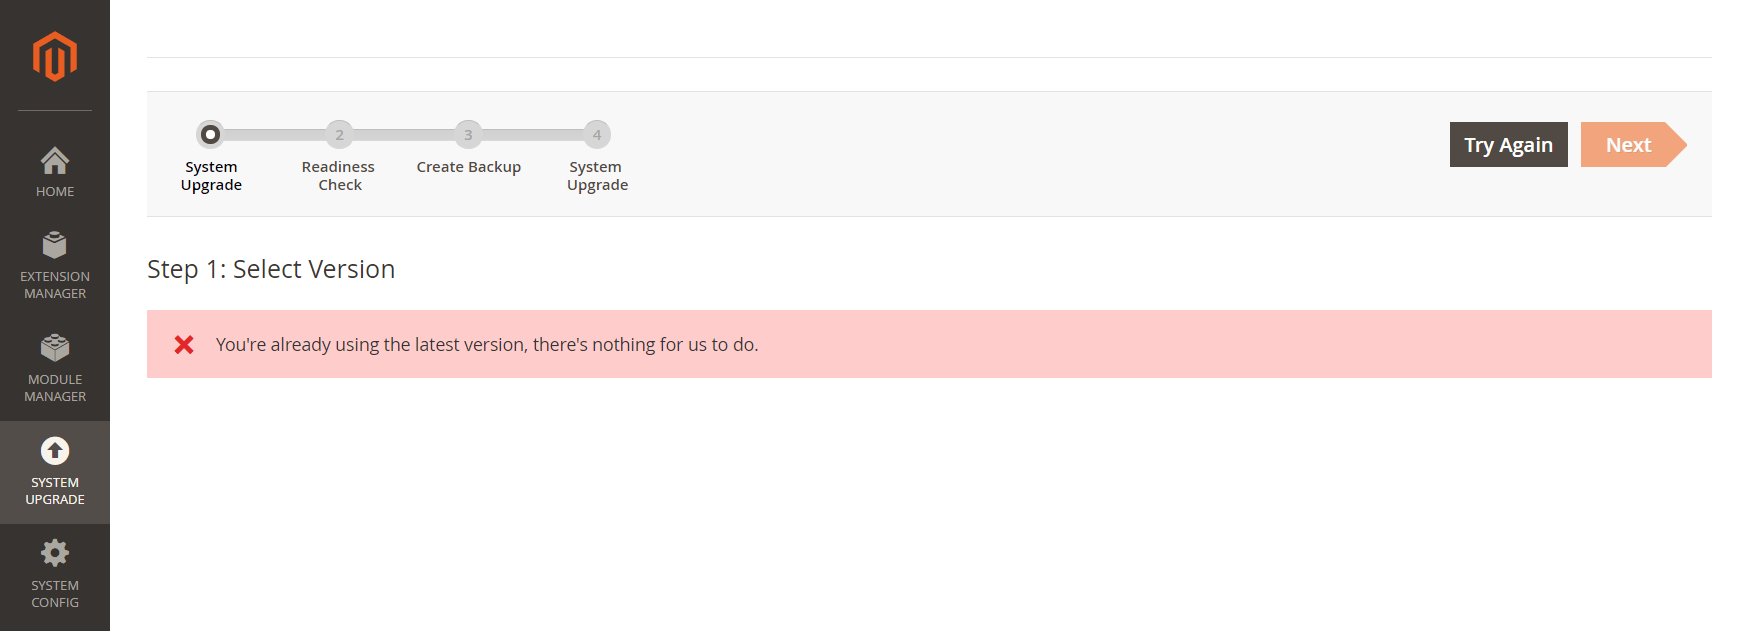 HOME
EXTENSION
MANAGER
MODULE
MANAGER
SYSTEM
UPGRADE
SYSTEM
CONFIG
2
3
4
System
Upgrade
Readiness
Check
Create Backup
System
Upgrade
Try Again
Next
Step 1: Select Version
You're already using the latest version, there's nothing for us to do.